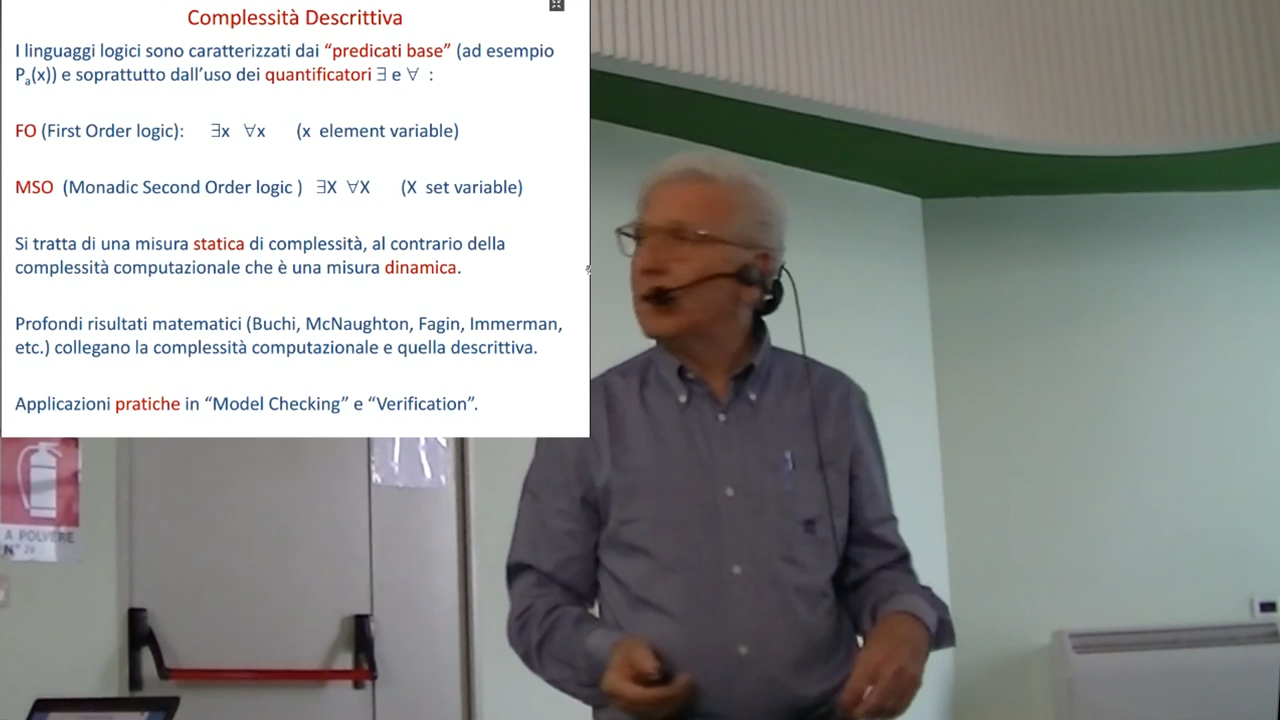 Complessità Descrittiva
I linguaggi logici sono caratterizzati dai “predicati base” (ad esempio
Pa(x)) e soprattutto dall’uso dei quantificatori ∃ e ∀ :
FO (First Order logic): ∃x ∀x (x element variable)
MSO (Monadic Second Order logic ) ∃X ∀X (X set variable)
Si tratta di una misura statica di complessità, al contrario della
complessità computazionale che è una misura dinamica.
Profondi risultati matematici (Buchi, McNaughton, Fagin, Immerman,
etc.) collegano la complessità computazionale e quella descrittiva.
Applicazioni pratiche in “Model Checking” e “Verification”.
A POLVERE
N° 20